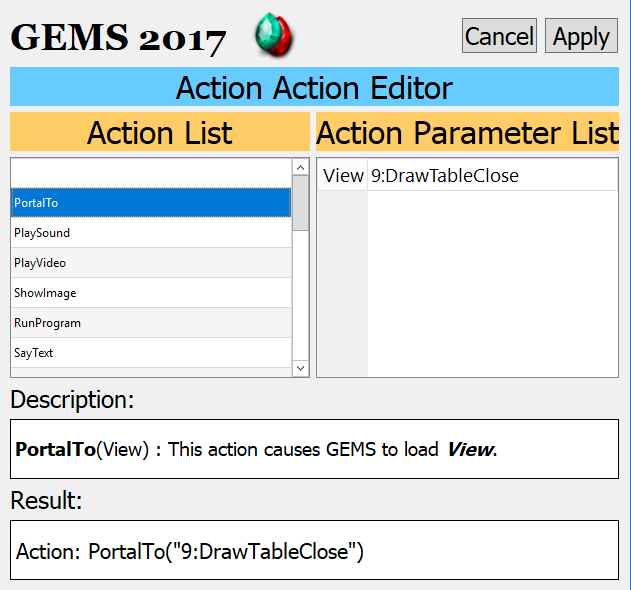 GEMS 2017
Cancel
Apply
Action Action Editor
Action List
Action Parameter List
PortalTo
PlaySound
PlayVideo
ShowImage
RunProgram
SayText
View 9:DrawTableClose
Description:
PortalTo(View) : This action causes GEMS to load View.
Result:
Action: PortalTo("9:DrawTableClose")